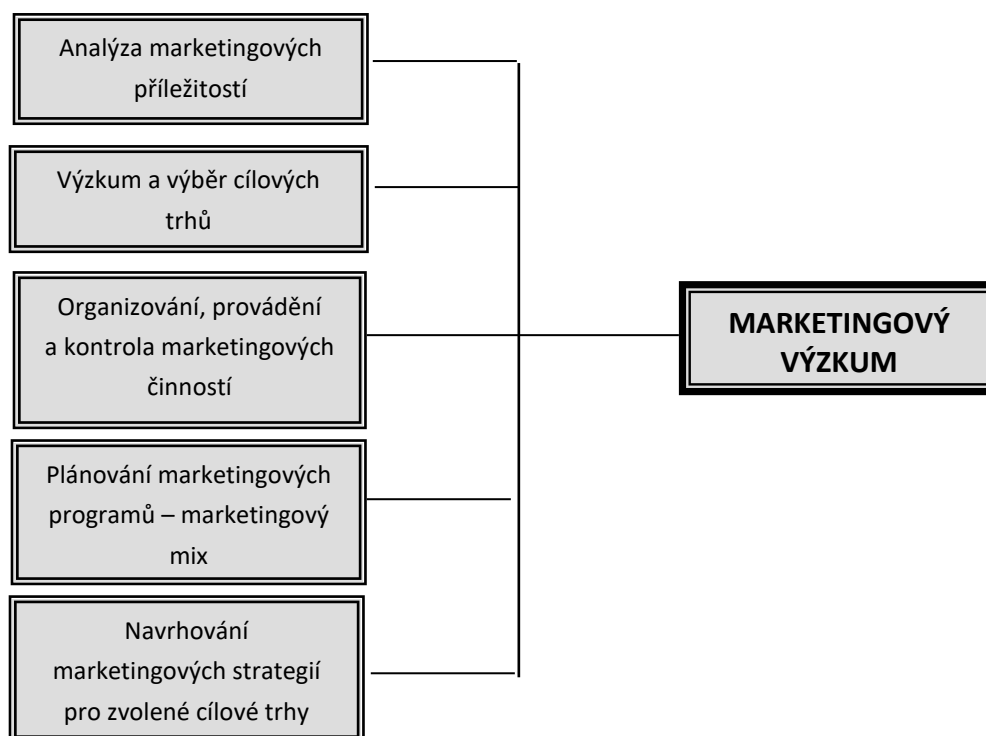 Analýza marketingových
příležitostí
Výzkum a výběr cílových
trhů
Organizování, provádění
a kontrola marketingových
činností
Plánování marketingových
programů – marketingový
mix
Navrhování
marketingových strategií
pro zvolené cílové trhy
MARKETINGOVÝ
VÝZKUM